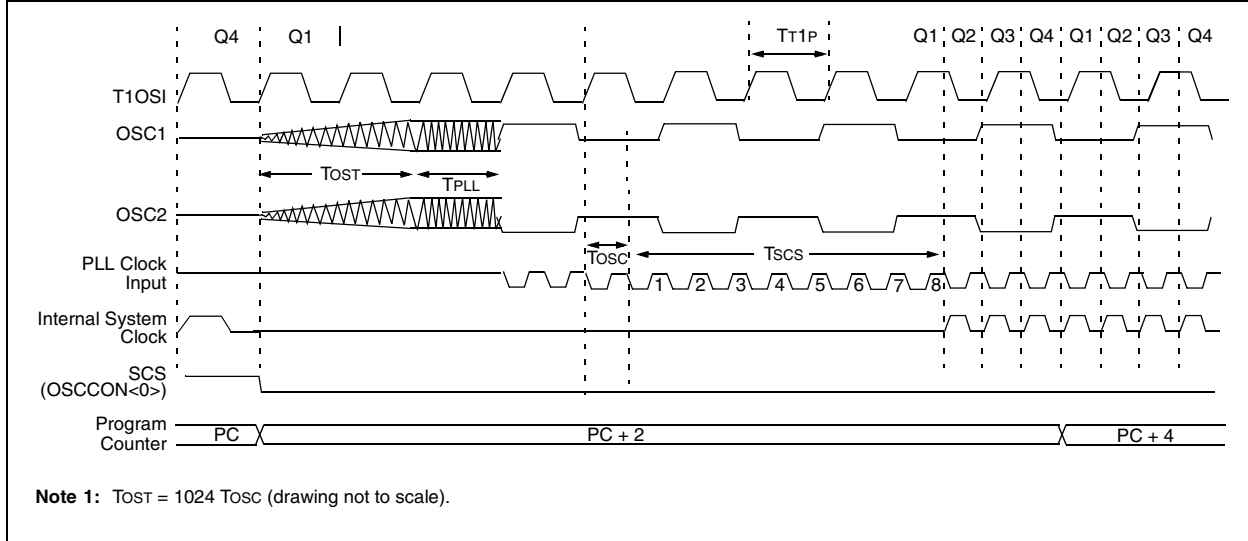 Q4 Q1 TT1P Q1 Q2 Q3 Q4 Q1 Q2 Q3 Q4
T1OSI
OSC1
TOST TPLL
OSC2
TOSC TSCS
PLL Clock
Input
1 2 3 4 5 6 7 8
Internal System
Clock
SCS
(OSCCON<0>)
Program
Counter
PC PC + 2 PC + 4
Note 1: TOST = 1024 TOSC (drawing not to scale).